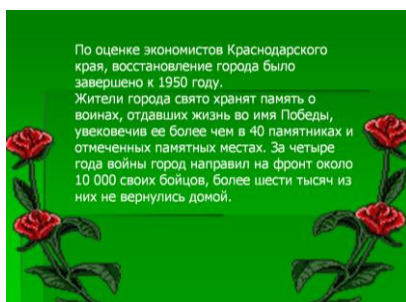 По оценке экономистов Краснодарского
края, восстановление города было
завершено к 1950 году.
Жители города свято хранят память о
воинах, отдавших жизнь во имя Победы,
увековечив ее более чем в 40 памятниках и
отмеченных памятных местах. За четыре
года войны город направил на фронт около
10 000 своих бойцов, более шести тысяч из
них не вернулись домой.